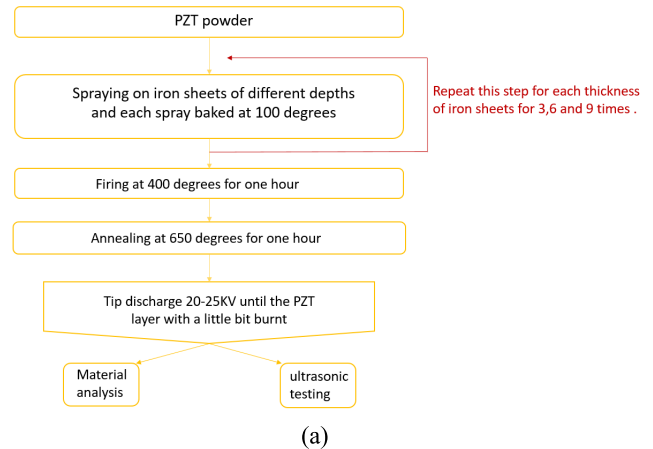 PZT powder
Spraying on iron sheets of different depths
and each spray baked at 100 degrees
Repeat this step for each thickness
of iron sheets for 3,6 and 9 times .
Firing at 400 degrees for one hour
Annealing at 650 degrees for one hour
Tip discharge 20-25KV until the PZT
layer with a little bit burnt
Material
analysis
ultrasonic
testing
(a)